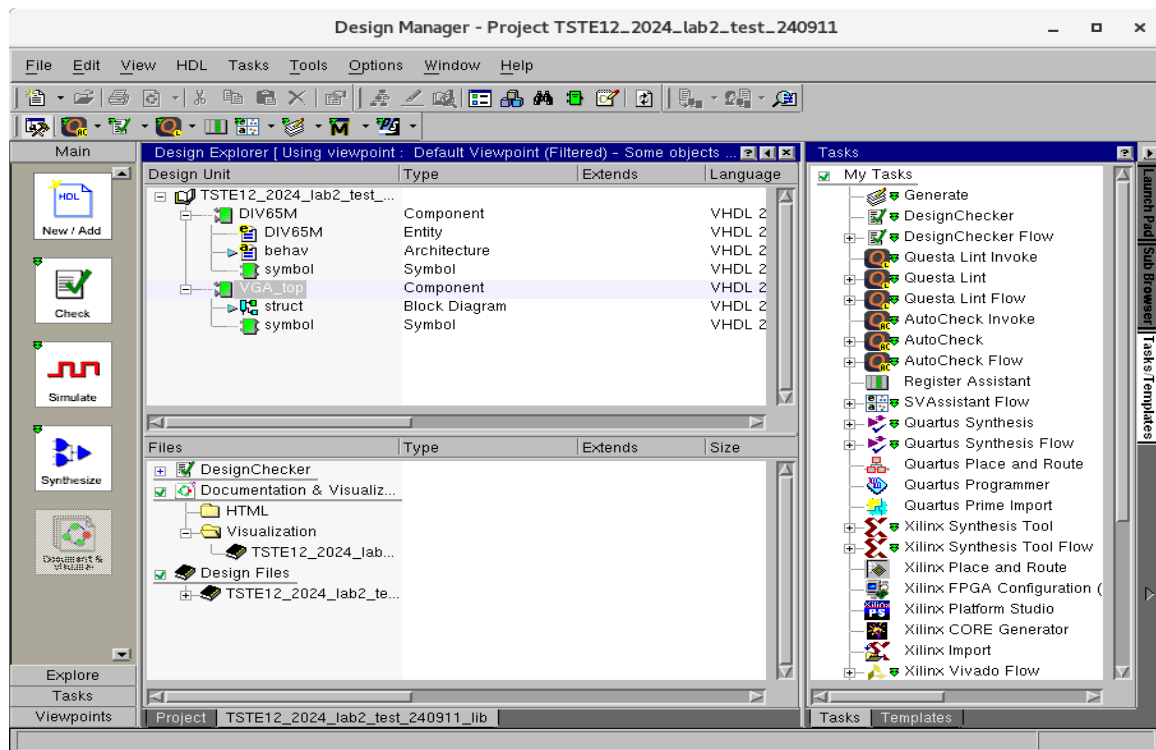 Design Manager - Project TSTE12_2024_lab2_test_240911
File Edit View HDL Tasks Tools Options Window Help
Main
HDL
New / Add
Check
Simulate
Synthesize
Document &
Visualize
Explore
Tasks
Viewpoints
Design Explorer [ Using viewpoint : Default Viewpoint (Filtered) - Some objects ...
Design Unit Type Extends Language
TSTE12_2024_lab2_test_...
DIV65M Component VHDL 2
DIV65M Entity VHDL 2
behav Architecture VHDL 2
symbol Symbol VHDL 2
VGA_top Component VHDL 2
struct Block Diagram VHDL 2
symbol Symbol VHDL 2
Files Type Extends Size
DesignChecker
Documentation & Visualiz...
HTML
Visualization
TSTE12_2024_lab...
Design Files
TSTE12_2024_lab2_te...
Project TSTE12_2024_lab2_test_240911_lib
Tasks
My Tasks
Generate
DesignChecker
DesignChecker Flow
Questa Lint Invoke
Questa Lint
Questa Lint Flow
AutoCheck Invoke
AutoCheck
AutoCheck Flow
Register Assistant
SVAssistant Flow
Quartus Synthesis
Quartus Synthesis Flow
Quartus Place and Route
Quartus Programmer
Quartus Prime Import
Xilinx Synthesis Tool
Xilinx Synthesis Tool Flow
Xilinx Place and Route
Xilinx FPGA Configuration (
Xilinx Platform Studio
Xilinx CORE Generator
Xilinx Import
Xilinx Vivado Flow
Tasks Templates
Launch Pad
Sub Browser
Tasks/Templates